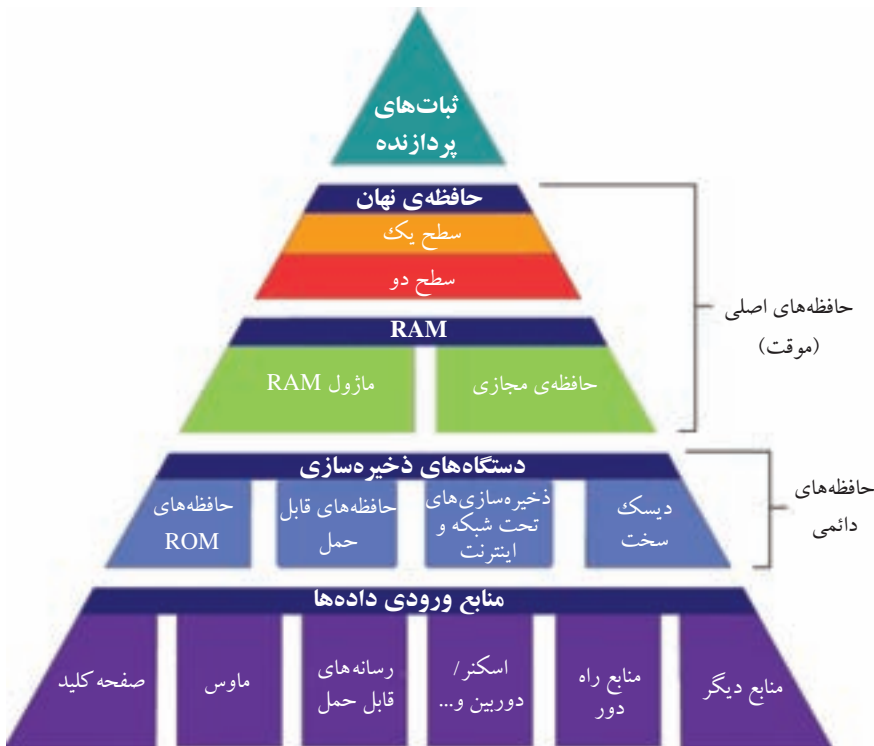 ثبات‌های
پردازنده
حافظه‌ی نهان
سطح یک
سطح دو
RAM
حافظه‌ی مجازی
ماژول RAM
حافظه‌های اصلی
(موقت)
دستگاه‌های ذخیره‌سازی
دیسک
سخت
ذخیره‌سازی‌های
تحت شبکه و
اینترنت
حافظه‌های قابل
حمل
حافظه‌های
ROM
حافظه‌های
دائمی
منابع ورودی داده‌ها
منابع دیگر
منابع راه
دور
اسکنر/
دوربین و...
رسانه‌های
قابل حمل
ماوس
صفحه کلید